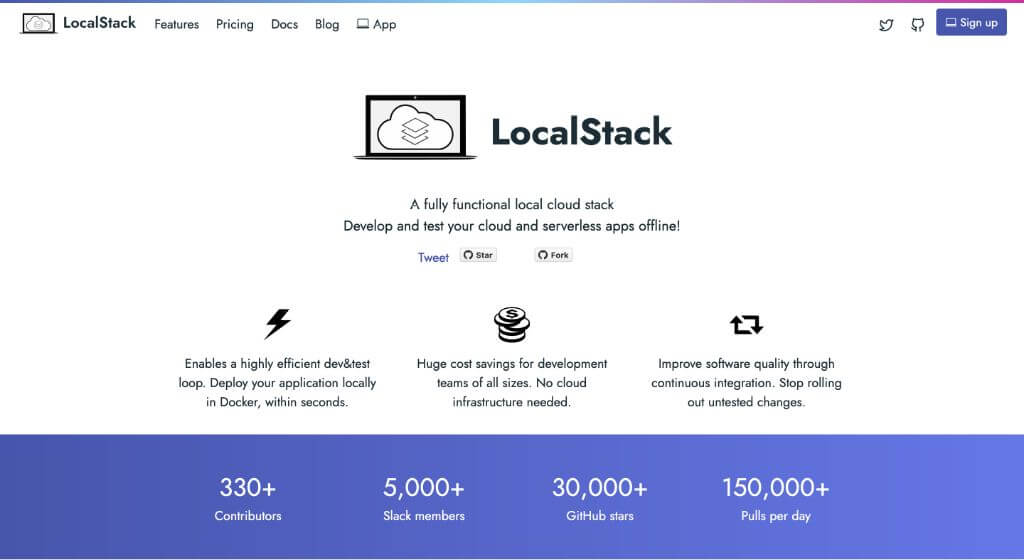 LocalStack Features Pricing Docs Blog App Sign up
LocalStack
A fully functional local cloud stack
Develop and test your cloud and serverless apps offline!
Tweet Star Fork
$
Enables a highly efficient dev&test
loop. Deploy your application locally
in Docker, within seconds.
Huge cost savings for development
teams of all sizes. No cloud
infrastructure needed.
Improve software quality through
continuous integration. Stop rolling
out untested changes.
330+
Contributors
5,000+
Slack members
30,000+
GitHub stars
150,000+
Pulls per day